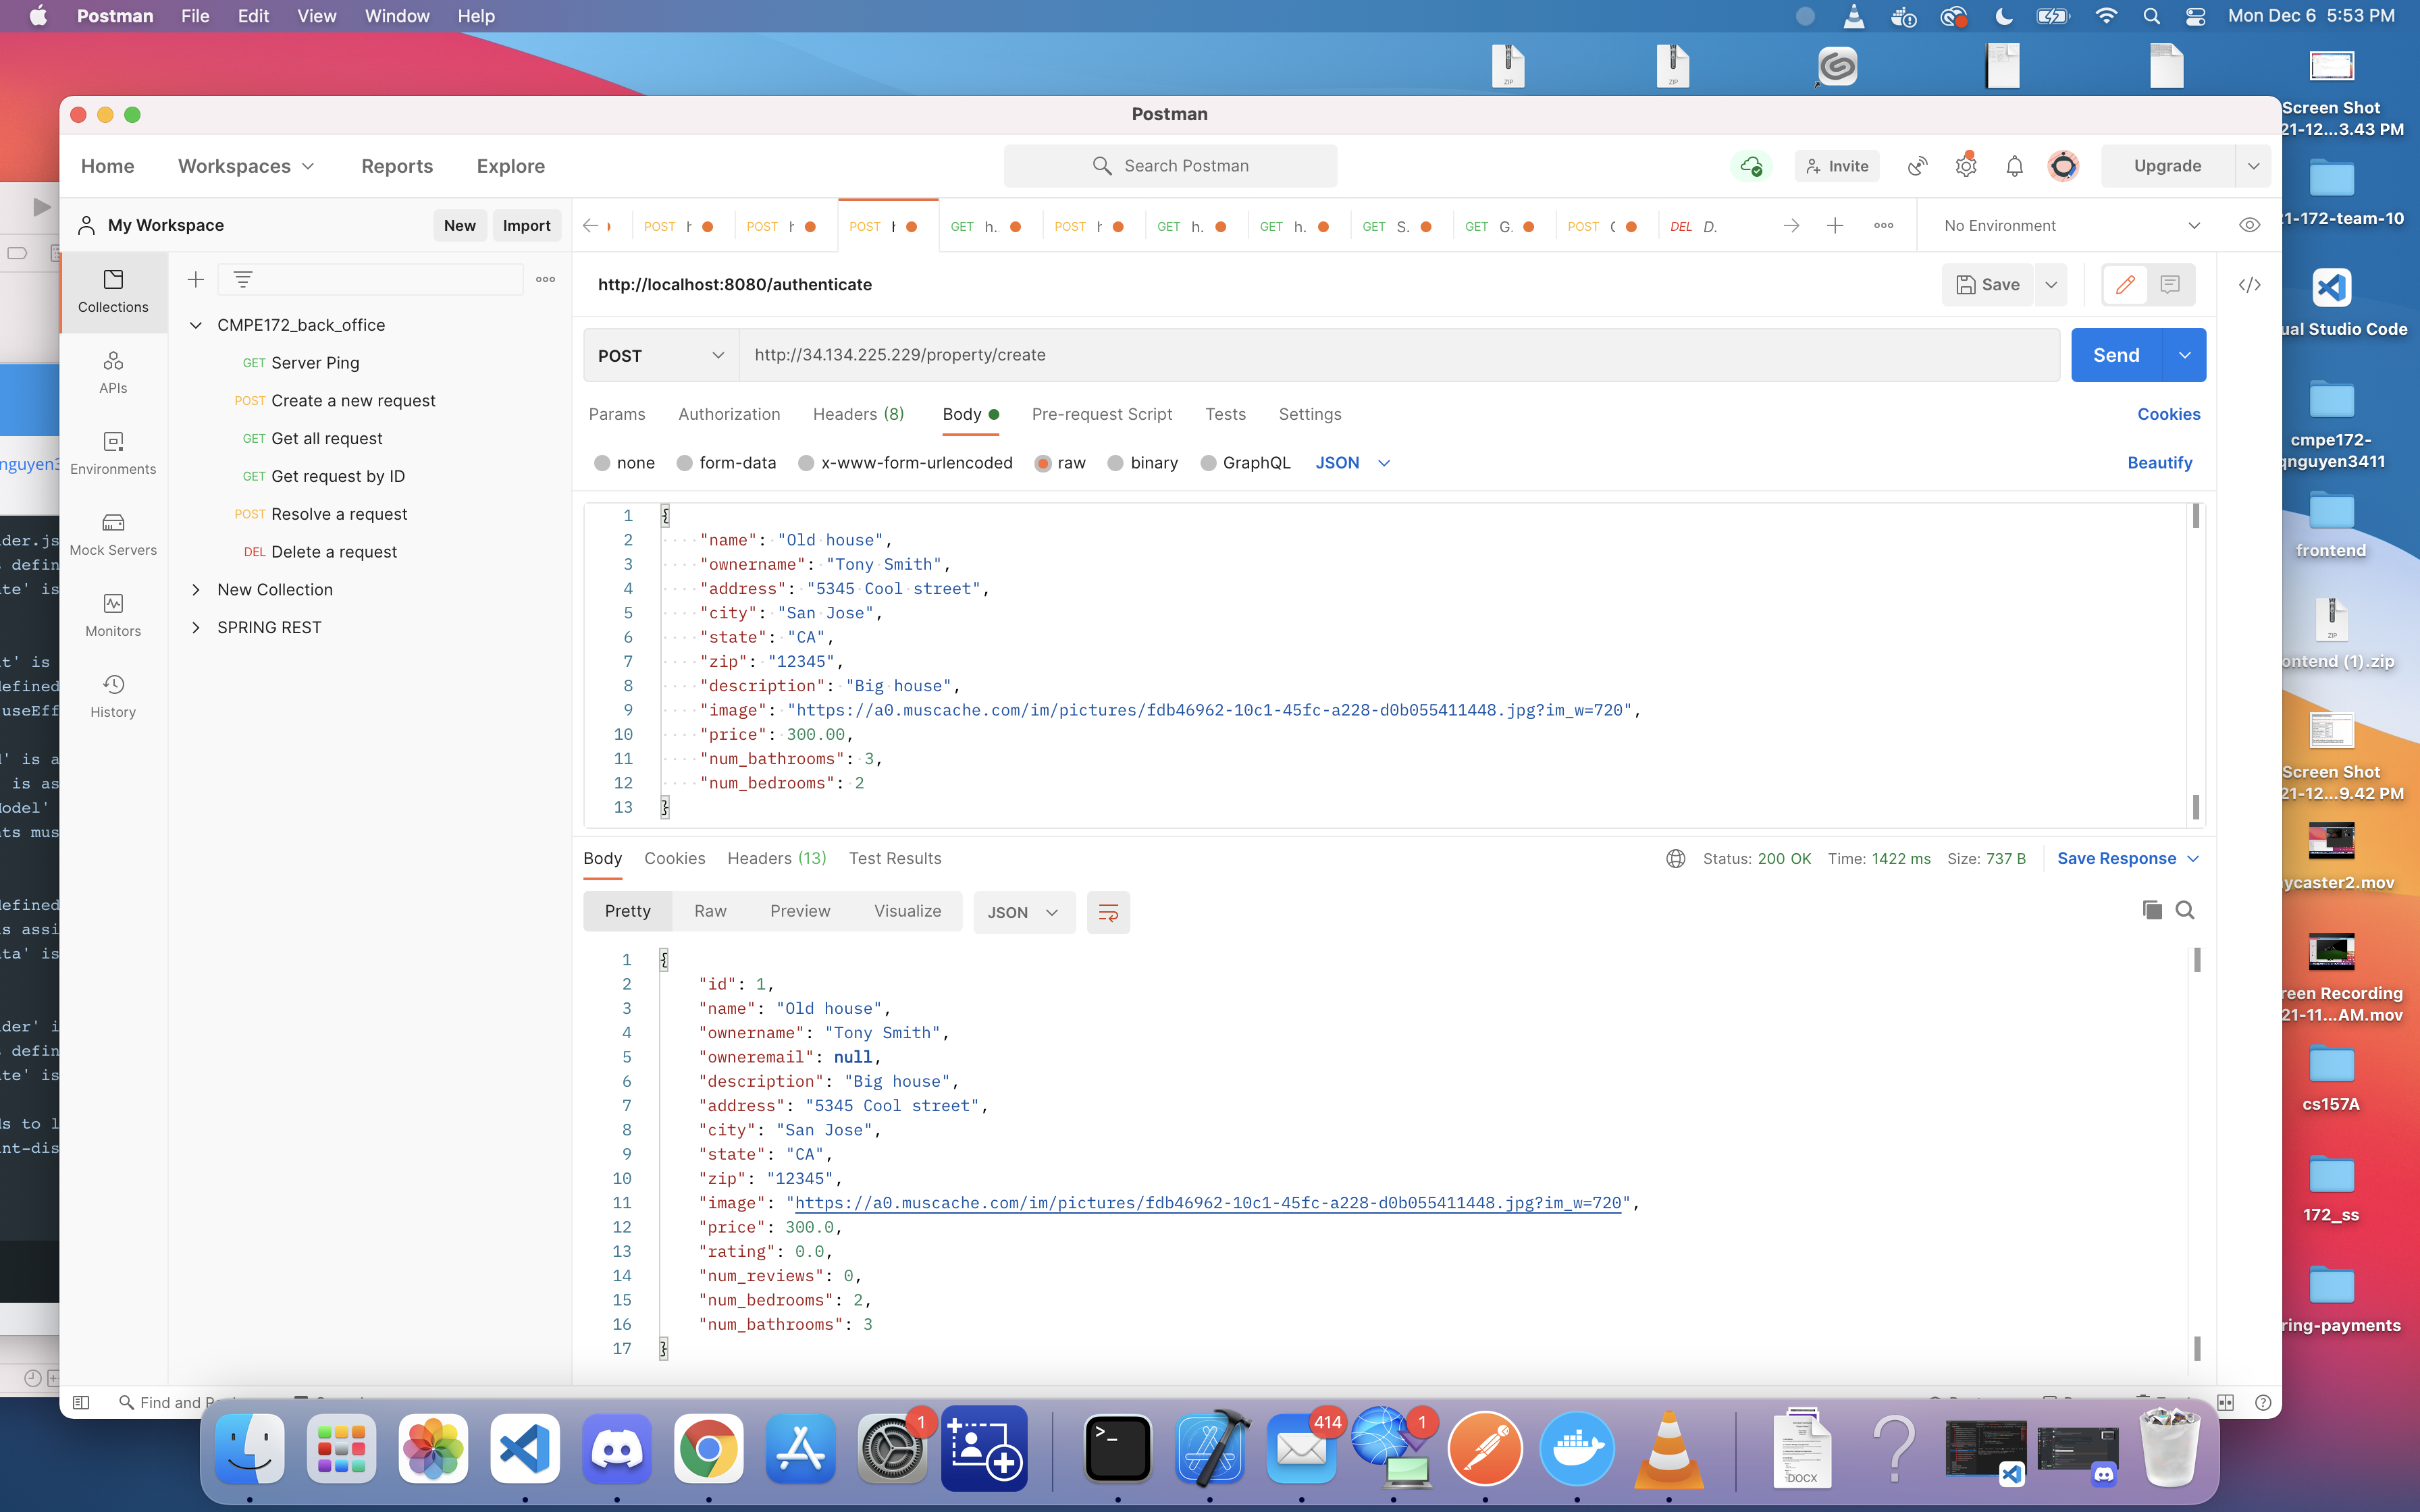 Postman File Edit View Window Help
Mon Dec 6 5:53 PM
ZIP
ZIP
Screen Shot
21-12...3.43 PM
Postman
Home Workspaces Reports Explore
Search Postman
Invite
Upgrade
My Workspace
New Import
POST
POST
POST
GET h..
POST
GET h.
GET h.
GET S.
GET G.
POST
DEL D.
No Environment
1-172-team-10
Collections
APIs
Environments
Mock Servers
Monitors
History
CMPE172_back_office
GET Server Ping
POST Create a new request
GET Get all request
GET Get request by ID
POST Resolve a request
DEL Delete a request
New Collection
SPRING REST
http://localhost:8080/authenticate
Save
POST http://34.134.225.229/property/create
Send
Params Authorization Headers (8) Body Pre-request Script Tests Settings
Cookies
none form-data x-www-form-urlencoded raw binary GraphQL JSON
Beautify
1 {
2 "name": "Old house",
3 "ownername": "Tony Smith",
4 "address": "5345 Cool street",
5 "city": "San Jose",
6 "state": "CA",
7 "zip": "12345",
8 "description": "Big house",
9 "image": "https://a0.muscache.com/im/pictures/fdb46962-10c1-45fc-a228-d0b055411448.jpg?im_w=720",
10 "price": 300.00,
11 "num_bathrooms": 3,
12 "num_bedrooms": 2
13 }
Body Cookies Headers (13) Test Results
Status: 200 OK Time: 1422 ms Size: 737 B
Save Response
Pretty Raw Preview Visualize
JSON
1 {
2 "id": 1,
3 "name": "Old house",
4 "ownername": "Tony Smith",
5 "owneremail": null,
6 "description": "Big house",
7 "address": "5345 Cool street",
8 "city": "San Jose",
9 "state": "CA",
10 "zip": "12345",
11 "image": "https://a0.muscache.com/im/pictures/fdb46962-10c1-45fc-a228-d0b055411448.jpg?im_w=720",
12 "price": 300.0,
13 "rating": 0.0,
14 "num_reviews": 0,
15 "num_bedrooms": 2,
16 "num_bathrooms": 3
17 }
ual Studio Code
cmpe172-
qnguyen3411
frontend
ZIP
ontend (1).zip
Screen Shot
21-12...9.42 PM
ycaster2.mov
reen Recording
21-11...AM.mov
cs157A
172_ss
ring-payments
nguyen3
der.js
defin
te' is
t' is
defined
useEff
' is a
is as
Model'
ts mus
defined
s assi
ta' is
der' i
defin
te' is
ds to l
nt-dis
Find and
1
414
1
DOCX